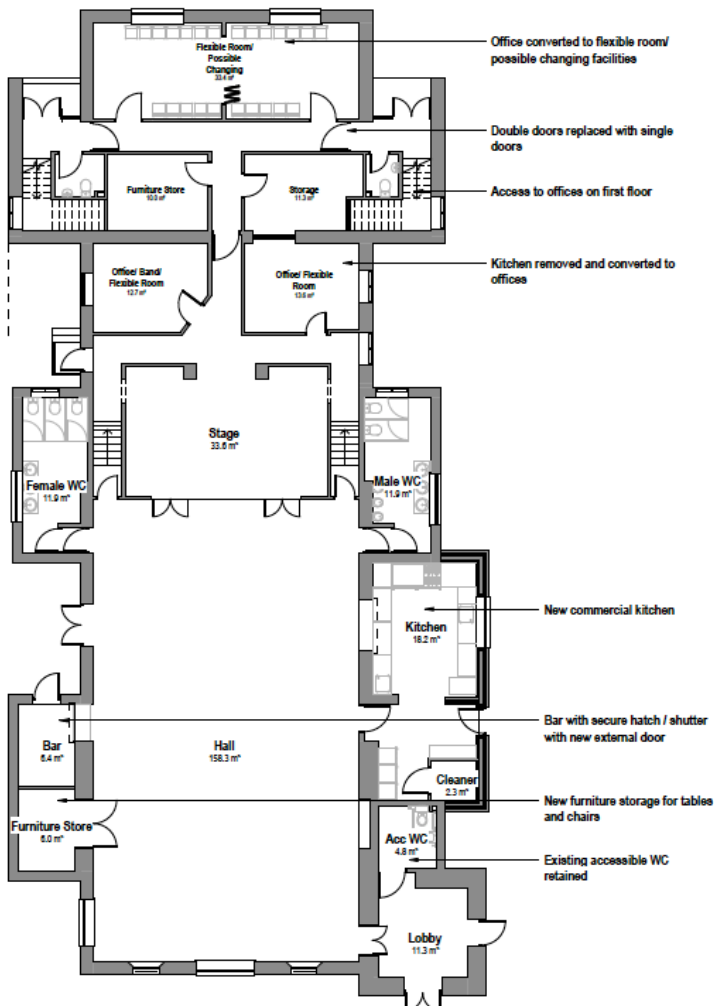 Flexible Room/
Possible
Changing
33.4 m²
Office converted to flexible room/
possible changing facilities
Double doors replaced with single
doors
Furniture Store
10.0 m²
Storage
11.3 m²
Access to offices on first floor
Office/ Band/
Flexible Room
12.7 m²
Office/ Flexible
Room
13.6 m²
Kitchen removed and converted to
offices
Stage
33.6 m²
Female WC
11.9 m²
Male WC
11.9 m²
Kitchen
18.2 m²
New commercial kitchen
Bar
6.4 m²
Hall
158.3 m²
Bar with secure hatch / shutter
with new external door
Cleaner
2.3 m²
Furniture Store
6.0 m²
New furniture storage for tables
and chairs
Acc WC
4.8 m²
Existing accessible WC
retained
Lobby
11.3 m²